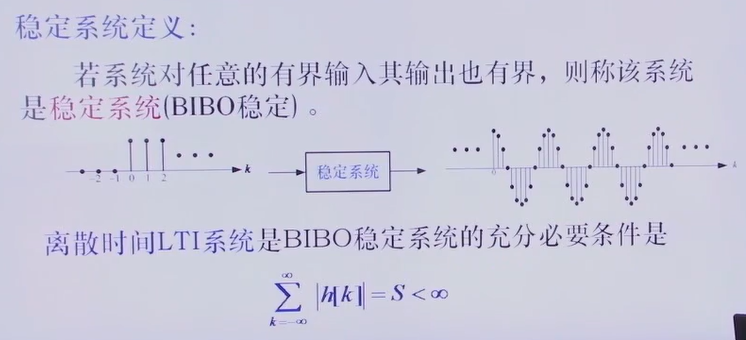 稳定系统定义:
若系统对任意的有界输入其输出也有界，则称该系统
是稳定系统(BIBO稳定) 。
-2 -1 0 1 2 k
稳定系统
0 k
离散时间LTI系统是BIBO稳定系统的充分必要条件是
∞
∑ |h[k]| = S < ∞
k=-∞